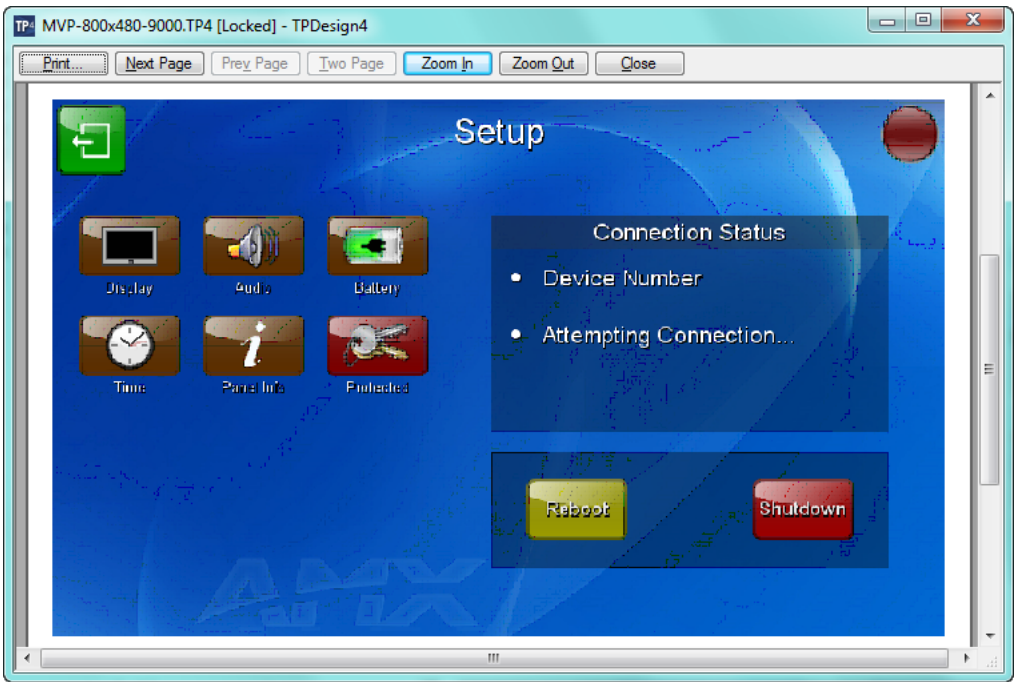 MVP-800x480-9000.TP4 [Locked] - TPDesign4
Print... Next Page Prev Page Two Page Zoom In Zoom Out Close
Setup
Connection Status
Device Number
Attempting Connection...
Display Audio Battery
Time Panel Info Protected
Reboot Shutdown
AMX